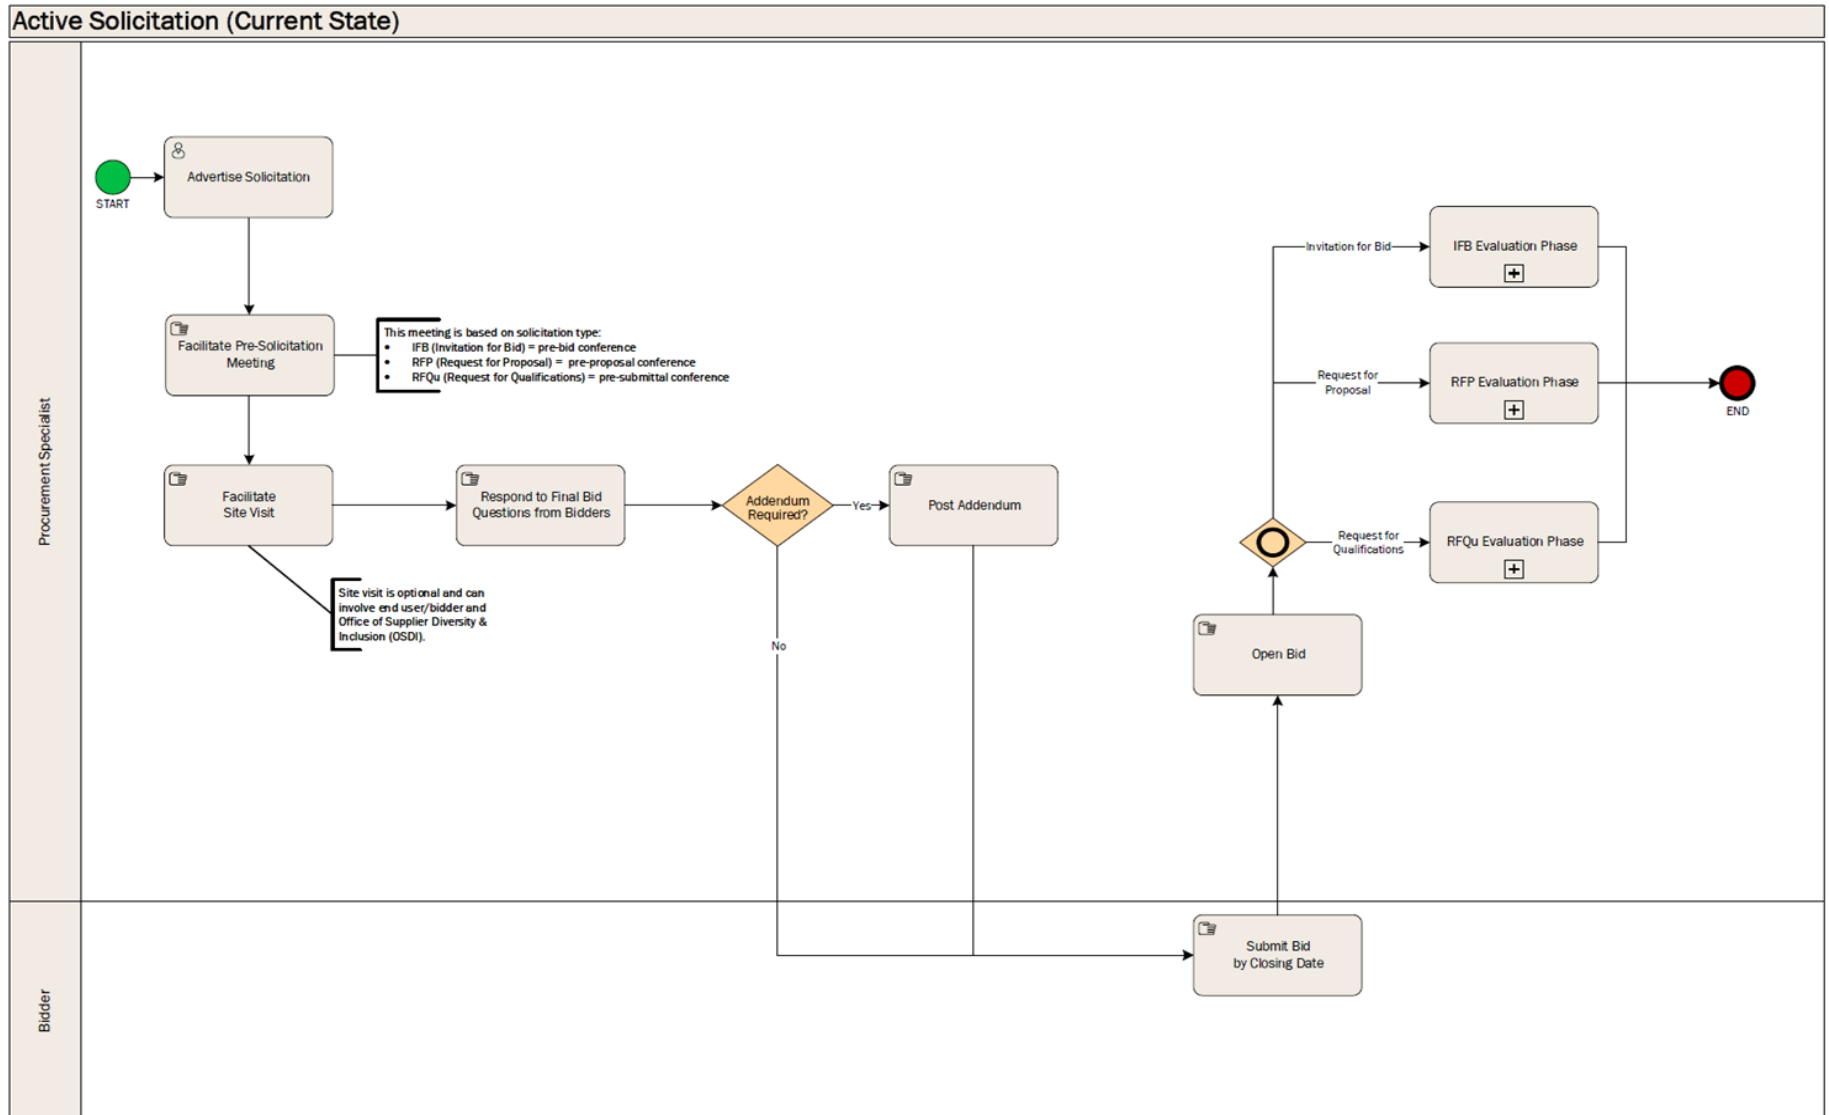 Active Solicitation (Current State)
Procurement Specialist
START
Advertise Solicitation
Facilitate Pre-Solicitation
Meeting
This meeting is based on solicitation type:
• IFB (Invitation for Bid) = pre-bid conference
• RFP (Request for Proposal) = pre-proposal conference
• RFQu (Request for Qualifications) = pre-submittal conference
Facilitate
Site Visit
Site visit is optional and can
involve end user/bidder and
Office of Supplier Diversity &
Inclusion (OSDI).
Respond to Final Bid
Questions from Bidders
Addendum
Required?
Yes
Post Addendum
No
Bidder
Submit Bid
by Closing Date
Open Bid
Invitation for Bid
IFB Evaluation Phase
Request for
Proposal
RFP Evaluation Phase
Request for
Qualifications
RFQu Evaluation Phase
END